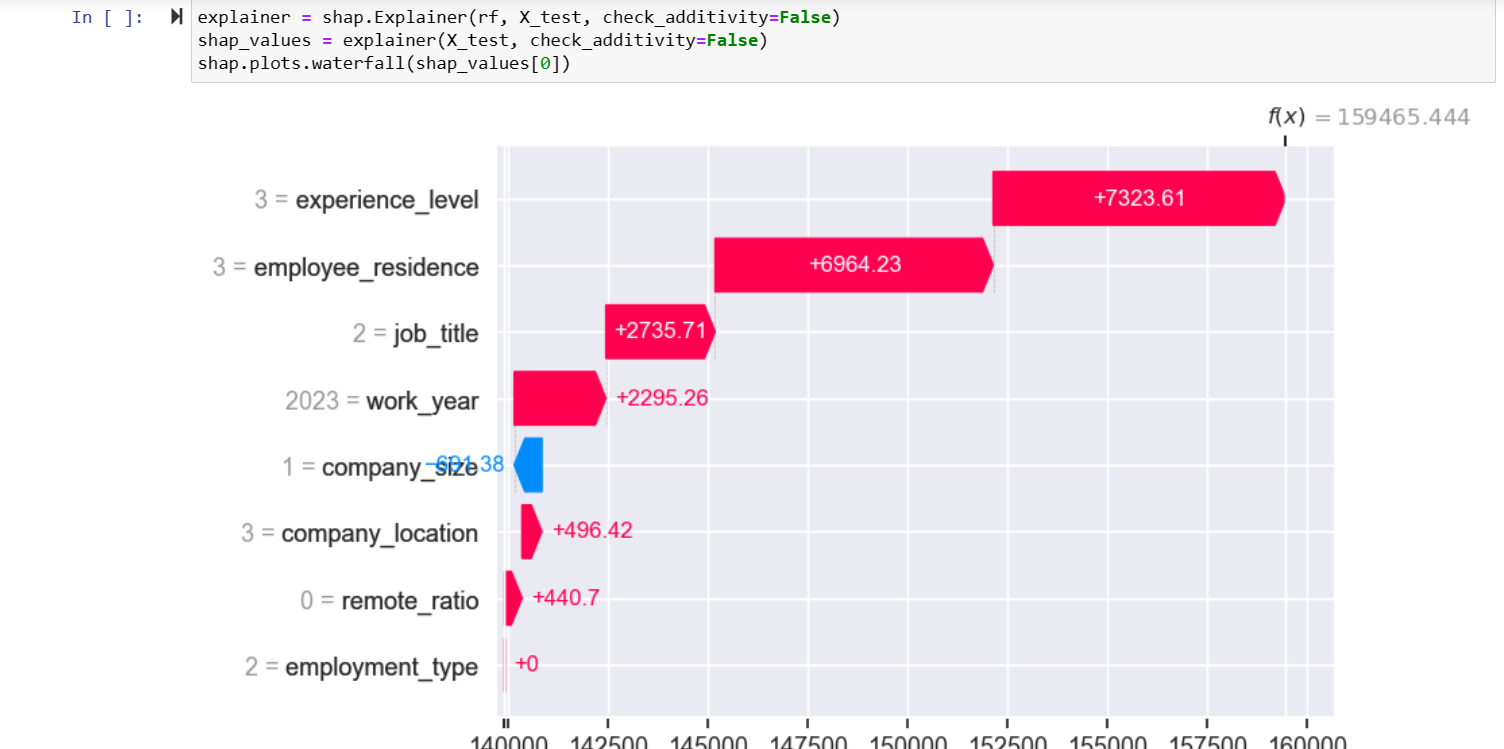 In [ ]:
explainer = shap.Explainer(rf, X_test, check_additivity=False)
shap_values = explainer(X_test, check_additivity=False)
shap.plots.waterfall(shap_values[0])
f(x) = 159465.444
3 = experience_level
+7323.61
3 = employee_residence
+6964.23
2 = job_title
+2735.71
2023 = work_year
+2295.26
1 = company_size
−691.38
3 = company_location
+496.42
0 = remote_ratio
+440.7
2 = employment_type
+0
140000 142500 145000 147500 150000 152500 155000 157500 160000